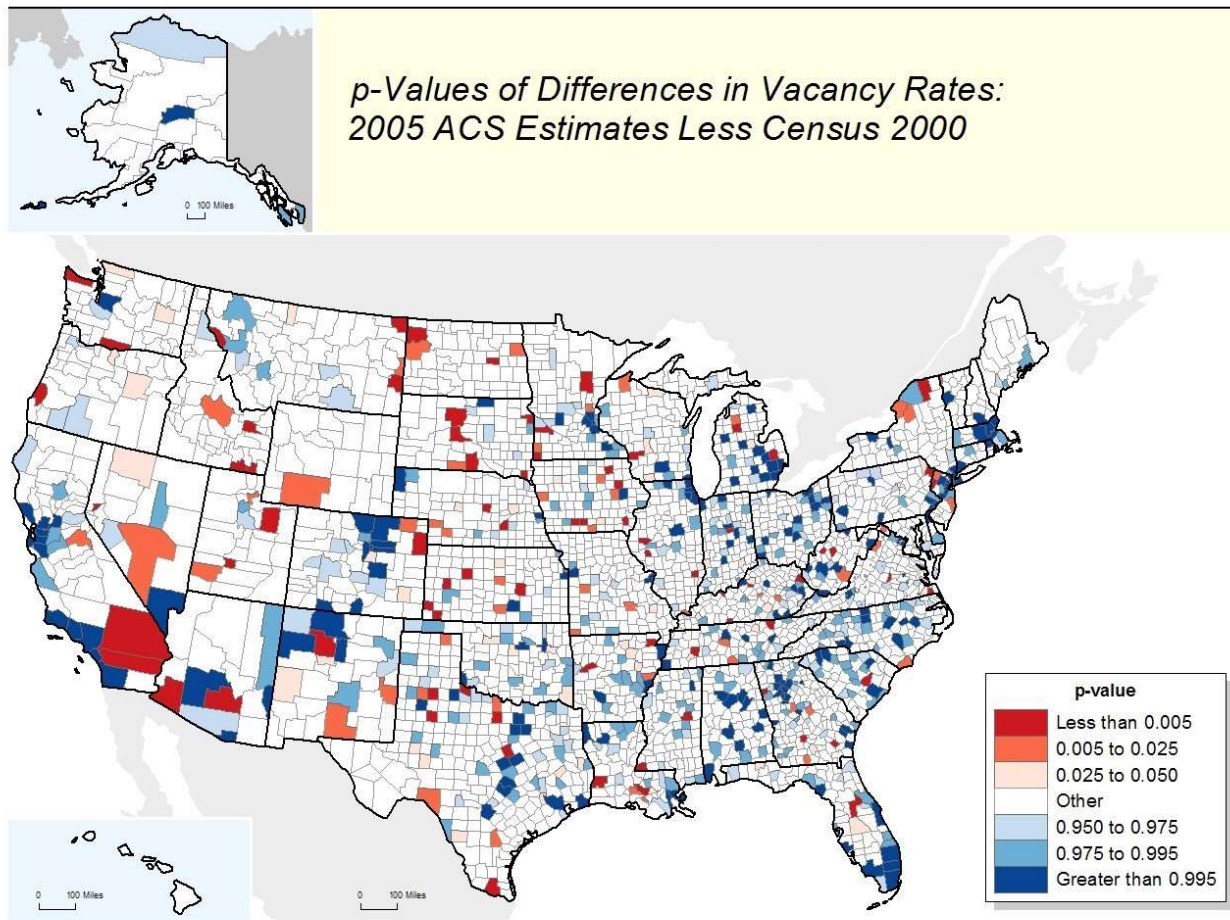 p-Values of Differences in Vacancy Rates:
2005 ACS Estimates Less Census 2000
0 100 Miles
p-value
Less than 0.005
0.005 to 0.025
0.025 to 0.050
Other
0.950 to 0.975
0.975 to 0.995
Greater than 0.995
0 100 Miles
0 100 Miles